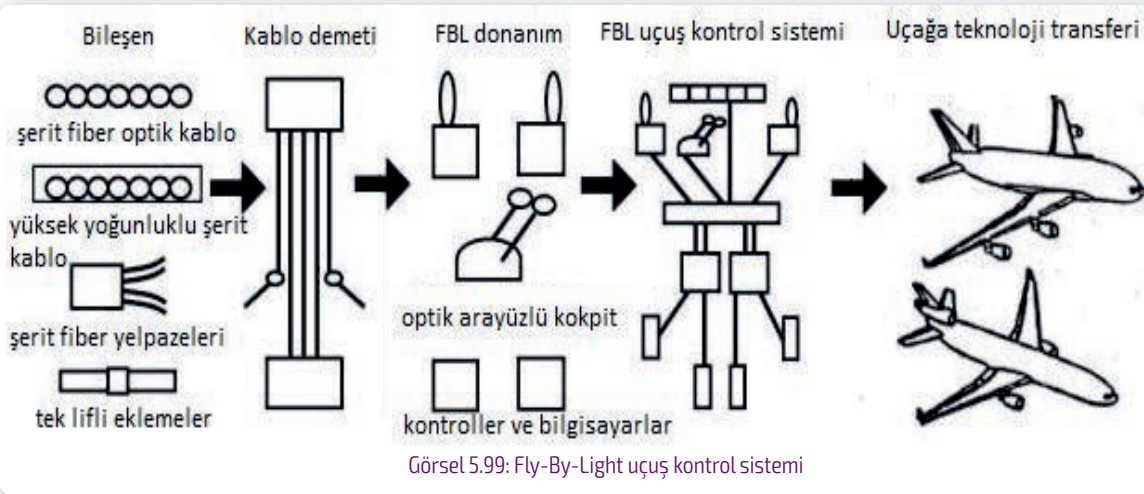 Bileşen
Kablo demeti
FBL donanım
FBL uçuş kontrol sistemi
Uçağa teknoloji transferi
şerit fiber optik kablo
yüksek yoğunluklu şerit
kablo
şerit fiber yelpazeleri
tek lifli eklemeler
optik arayüzlü kokpit
kontroller ve bilgisayarlar
Görsel 5.99: Fly-By-Light uçuş kontrol sistemi